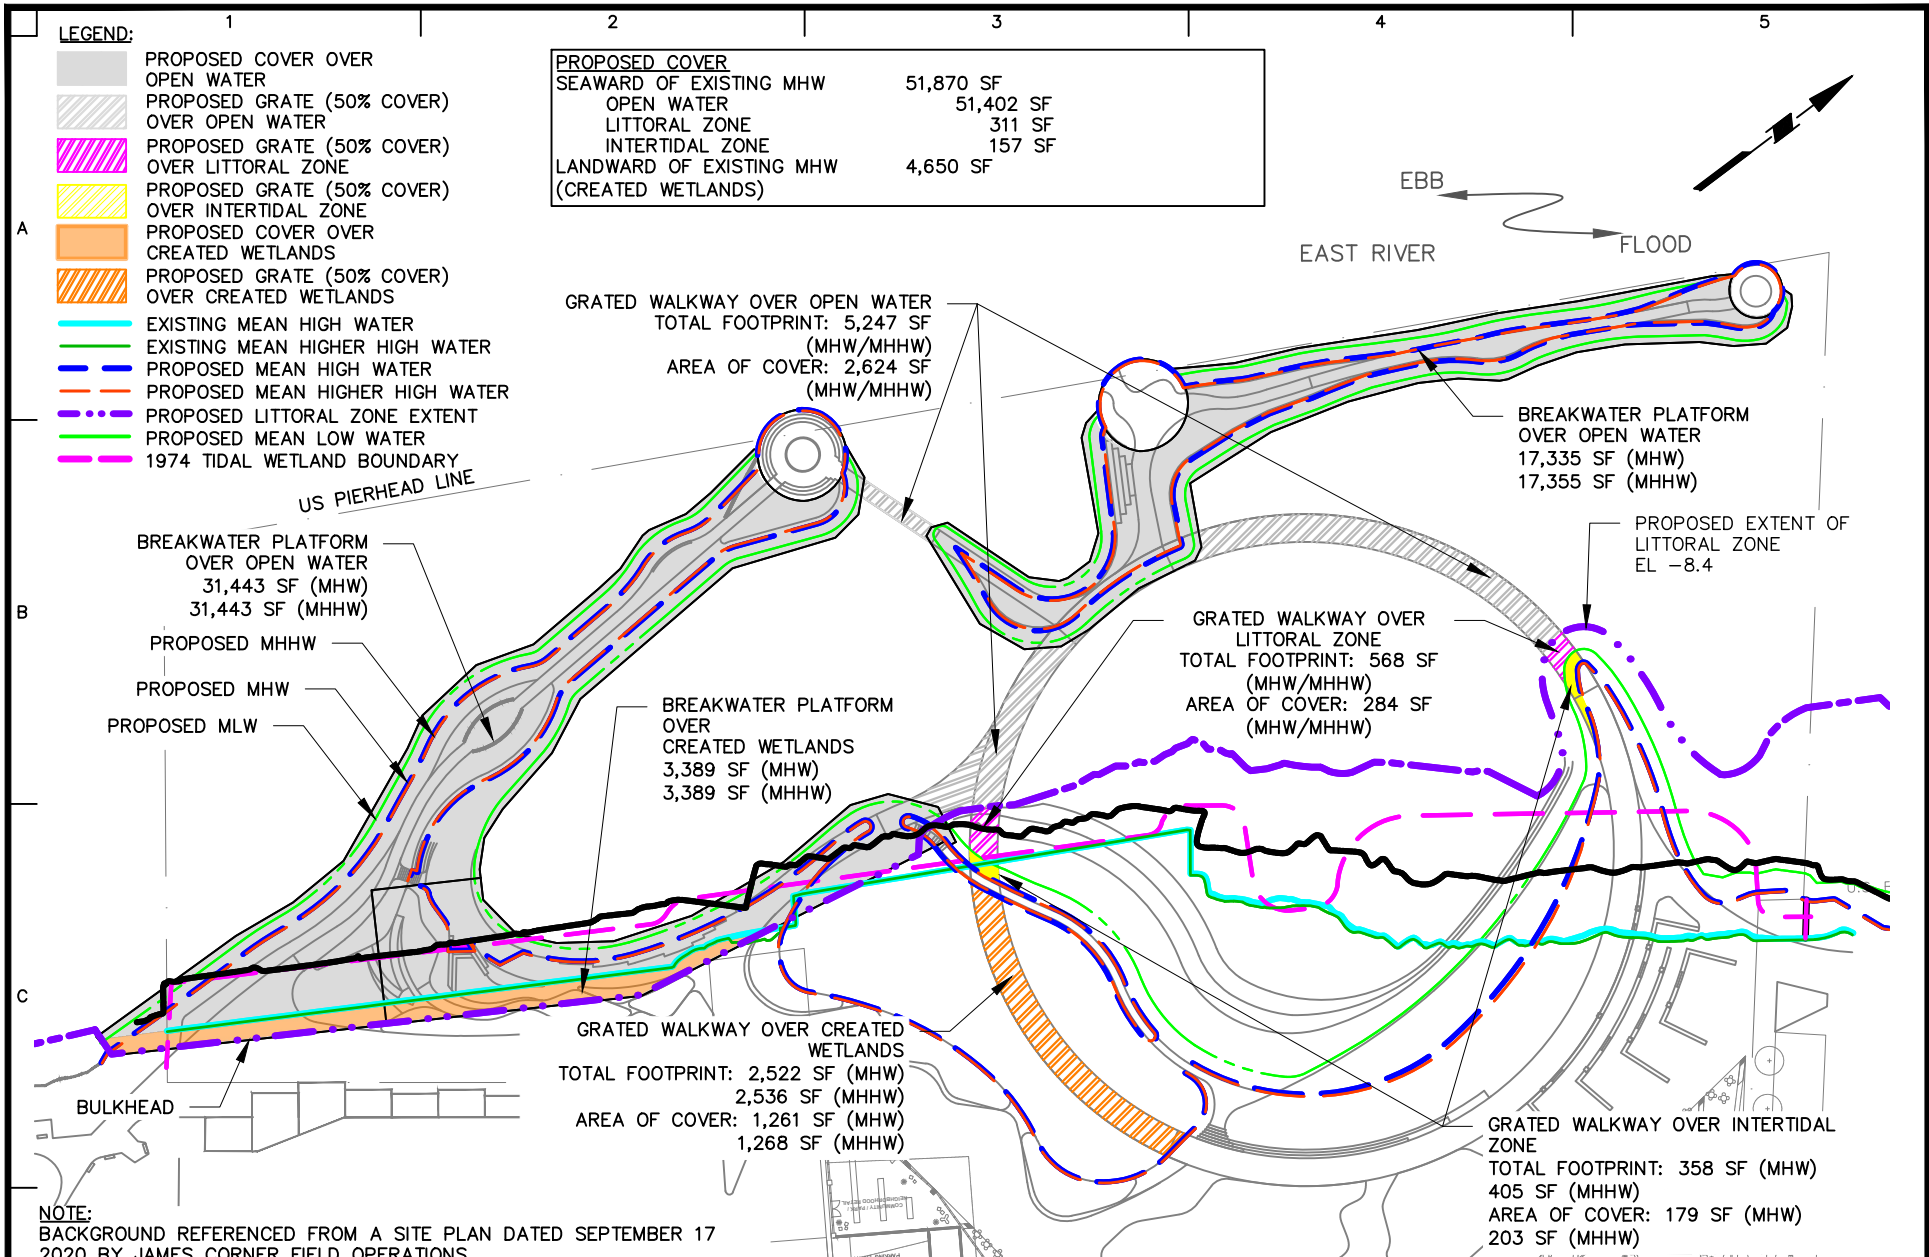 1 2 3 4 5
A
B
C
LEGEND:
PROPOSED COVER OVER
OPEN WATER
PROPOSED GRATE (50% COVER)
OVER OPEN WATER
PROPOSED GRATE (50% COVER)
OVER LITTORAL ZONE
PROPOSED GRATE (50% COVER)
OVER INTERTIDAL ZONE
PROPOSED COVER OVER
CREATED WETLANDS
PROPOSED GRATE (50% COVER)
OVER CREATED WETLANDS
EXISTING MEAN HIGH WATER
EXISTING MEAN HIGHER HIGH WATER
PROPOSED MEAN HIGH WATER
PROPOSED MEAN HIGHER HIGH WATER
PROPOSED LITTORAL ZONE EXTENT
PROPOSED MEAN LOW WATER
1974 TIDAL WETLAND BOUNDARY
PROPOSED COVER
SEAWARD OF EXISTING MHW 51,870 SF
OPEN WATER 51,402 SF
LITTORAL ZONE 311 SF
INTERTIDAL ZONE 157 SF
LANDWARD OF EXISTING MHW 4,650 SF
(CREATED WETLANDS)
EBB
FLOOD
EAST RIVER
GRATED WALKWAY OVER OPEN WATER
TOTAL FOOTPRINT: 5,247 SF
(MHW/MHHW)
AREA OF COVER: 2,624 SF
(MHW/MHHW)
BREAKWATER PLATFORM
OVER OPEN WATER
17,335 SF (MHW)
17,355 SF (MHHW)
US PIERHEAD LINE
BREAKWATER PLATFORM
OVER OPEN WATER
31,443 SF (MHW)
31,443 SF (MHHW)
PROPOSED EXTENT OF
LITTORAL ZONE
EL -8.4
PROPOSED MHHW
PROPOSED MHW
PROPOSED MLW
GRATED WALKWAY OVER
LITTORAL ZONE
TOTAL FOOTPRINT: 568 SF
(MHW/MHHW)
AREA OF COVER: 284 SF
(MHW/MHHW)
BREAKWATER PLATFORM
OVER
CREATED WETLANDS
3,389 SF (MHW)
3,389 SF (MHHW)
GRATED WALKWAY OVER CREATED
WETLANDS
TOTAL FOOTPRINT: 2,522 SF (MHW)
2,536 SF (MHHW)
AREA OF COVER: 1,261 SF (MHW)
1,268 SF (MHHW)
BULKHEAD
GRATED WALKWAY OVER INTERTIDAL
ZONE
TOTAL FOOTPRINT: 358 SF (MHW)
405 SF (MHHW)
AREA OF COVER: 179 SF (MHW)
203 SF (MHHW)
NOTE:
BACKGROUND REFERENCED FROM A SITE PLAN DATED SEPTEMBER 17
2020 BY JAMES CORNER FIELD OPERATIONS